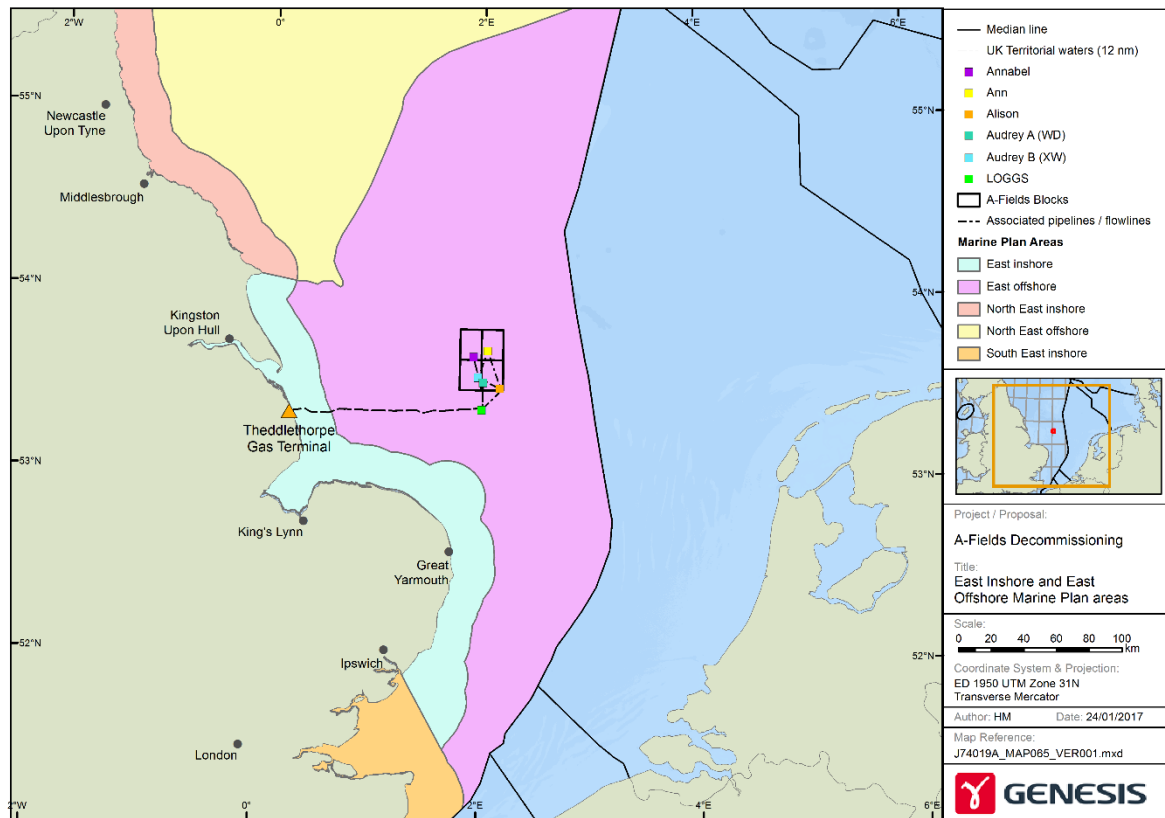 2°W
0°
2°E
4°E
6°E
55°N
55°N
Newcastle
Upon Tyne
Middlesbrough
54°N
54°N
Kingston
Upon Hull
Theddlethorpe
Gas Terminal
53°N
53°N
King's Lynn
Great
Yarmouth
52°N
52°N
Ipswich
London
2°W
0°
2°E
4°E
6°E
Median line
UK Territorial waters (12 nm)
Annabel
Ann
Alison
Audrey A (WD)
Audrey B (XW)
LOGGS
A-Fields Blocks
Associated pipelines / flowlines
Marine Plan Areas
East inshore
East offshore
North East inshore
North East offshore
South East inshore
Project / Proposal:
A-Fields Decommissioning
Title:
East Inshore and East
Offshore Marine Plan areas
Scale:
0 20 40 60 80 100
km
Coordinate System & Projection:
ED 1950 UTM Zone 31N
Transverse Mercator
Author: HM Date: 24/01/2017
Map Reference:
J74019A_MAP065_VER001.mxd
GENESIS